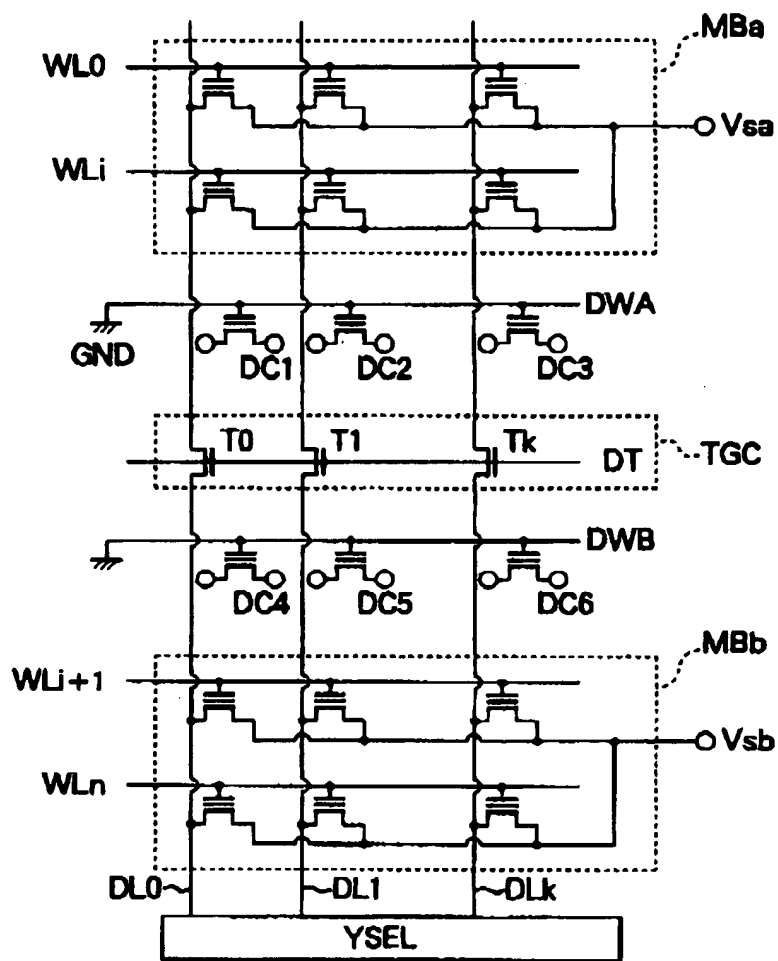 MBa
WL0
Vsa
WLi
DWA
GND
DC1 DC2 DC3
T0 T1 Tk
DT
TGC
DWB
DC4 DC5 DC6
MBb
WLi+1
Vsb
WLn
DL0 DL1 DLk
YSEL